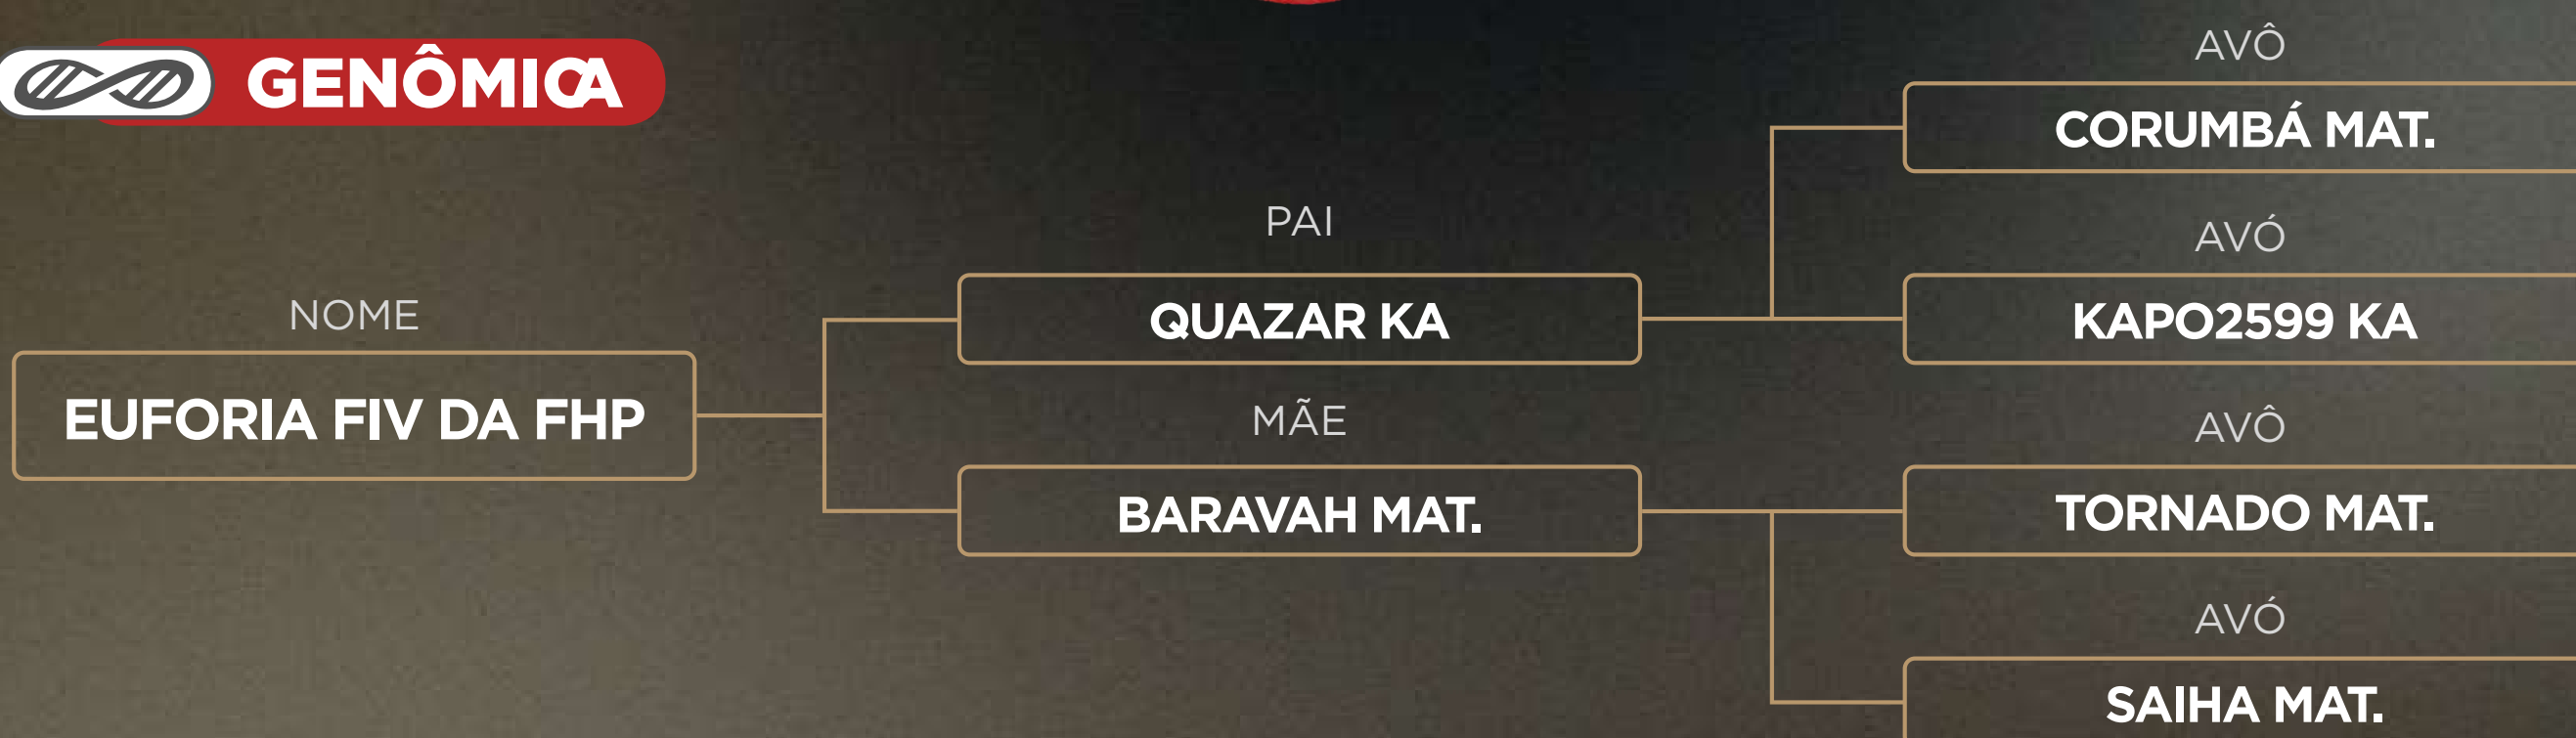 GENÔMICA
NOME
EUFORIA FIV DA FHP
PAI
QUAZAR KA
MÃE
BARAVAH MAT.
AVÔ
CORUMBÁ MAT.
AVÓ
KAPO2599 KA
AVÔ
TORNADO MAT.
AVÓ
SAIHA MAT.